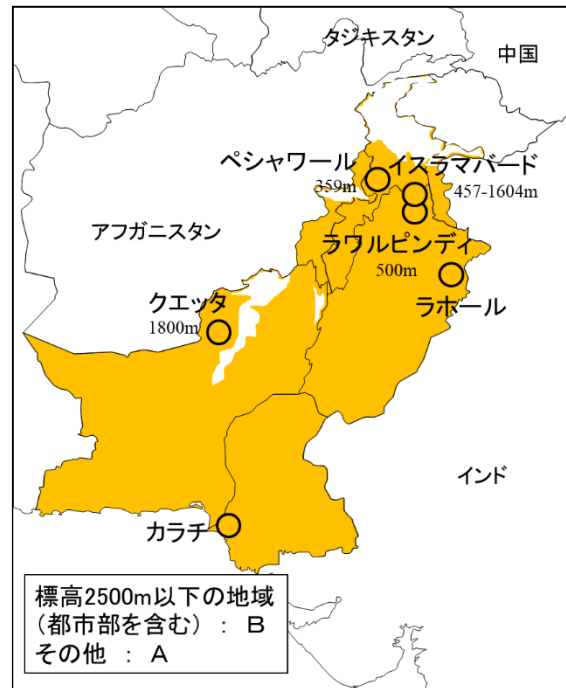 タジキスタン
中国
ペシャワール
イスラマバード
359m
457-1604m
アフガニスタン
ラワルピンディ
500m
クエッタ
ラホール
1800m
インド
カラチ
標高2500m以下の地域
(都市部を含む) : B
その他 : A